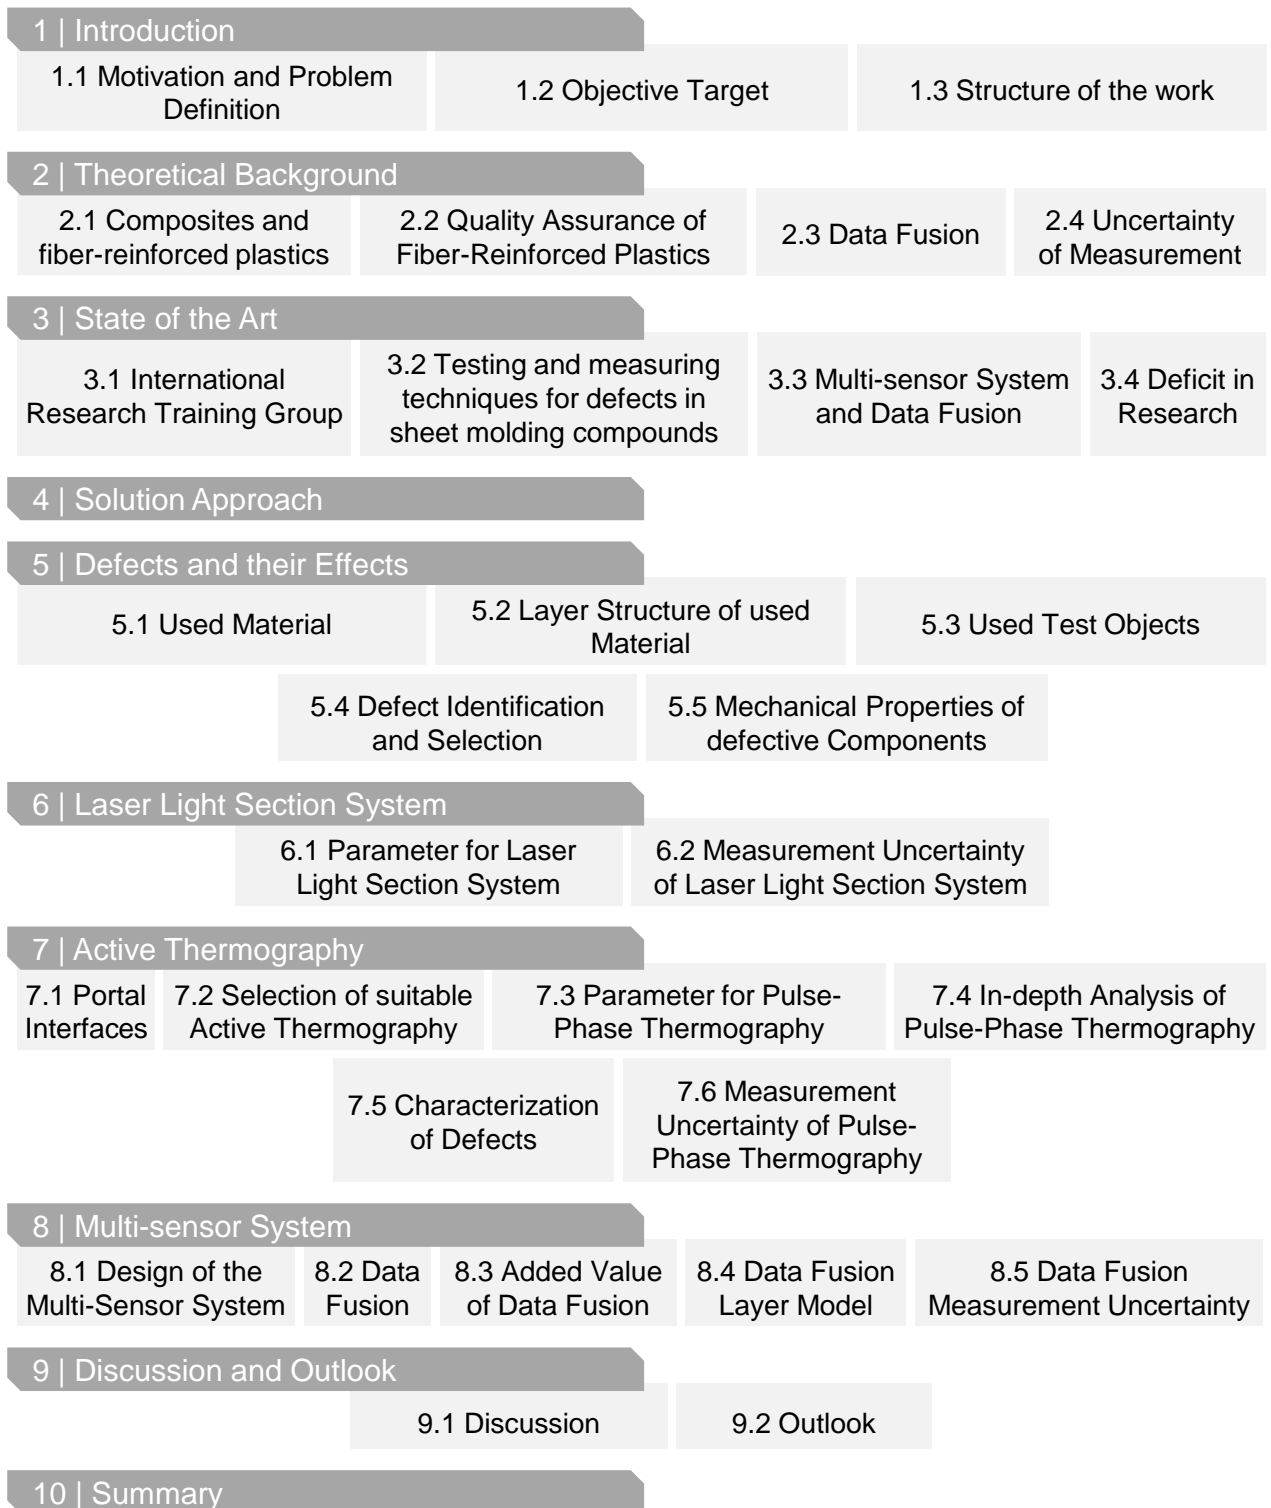 1 | Introduction
1.1 Motivation and Problem
Definition
1.2 Objective Target
1.3 Structure of the work
2 | Theoretical Background
2.1 Composites and
fiber-reinforced plastics
2.2 Quality Assurance of
Fiber-Reinforced Plastics
2.3 Data Fusion
2.4 Uncertainty
of Measurement
3 | State of the Art
3.1 International
Research Training Group
3.2 Testing and measuring
techniques for defects in
sheet molding compounds
3.3 Multi-sensor System
and Data Fusion
3.4 Deficit in
Research
4 | Solution Approach
5 | Defects and their Effects
5.1 Used Material
5.2 Layer Structure of used
Material
5.3 Used Test Objects
5.4 Defect Identification
and Selection
5.5 Mechanical Properties of
defective Components
6 | Laser Light Section System
6.1 Parameter for Laser
Light Section System
6.2 Measurement Uncertainty
of Laser Light Section System
7 | Active Thermography
7.1 Portal
Interfaces
7.2 Selection of suitable
Active Thermography
7.3 Parameter for Pulse-
Phase Thermography
7.4 In-depth Analysis of
Pulse-Phase Thermography
7.5 Characterization
of Defects
7.6 Measurement
Uncertainty of Pulse-
Phase Thermography
8 | Multi-sensor System
8.1 Design of the
Multi-Sensor System
8.2 Data
Fusion
8.3 Added Value
of Data Fusion
8.4 Data Fusion
Layer Model
8.5 Data Fusion
Measurement Uncertainty
9 | Discussion and Outlook
9.1 Discussion
9.2 Outlook
10 | Summary